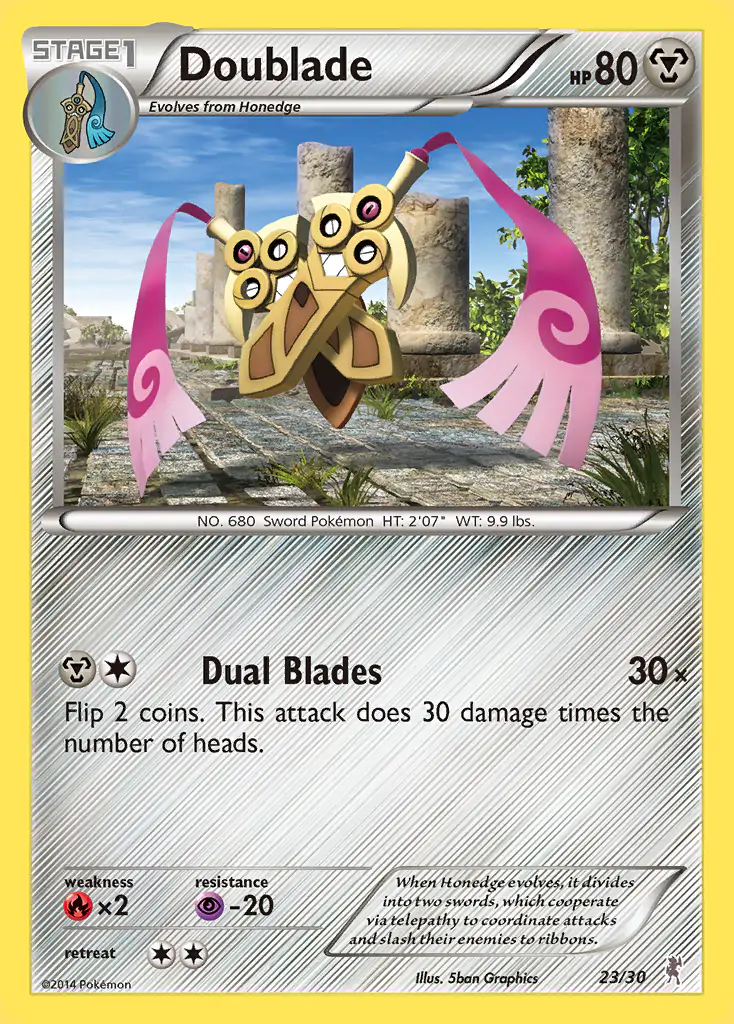 STAGE1
Doublade
HP80
Evolves from Honedge
NO. 680 Sword Pokémon HT: 2'07" WT: 9.9 lbs.
Dual Blades 30×
Flip 2 coins. This attack does 30 damage times the
number of heads.
weakness
×2
resistance
-20
retreat
When Honedge evolves, it divides
into two swords, which cooperate
via telepathy to coordinate attacks
and slash their enemies to ribbons.
©2014 Pokémon
Illus. 5ban Graphics
23/30